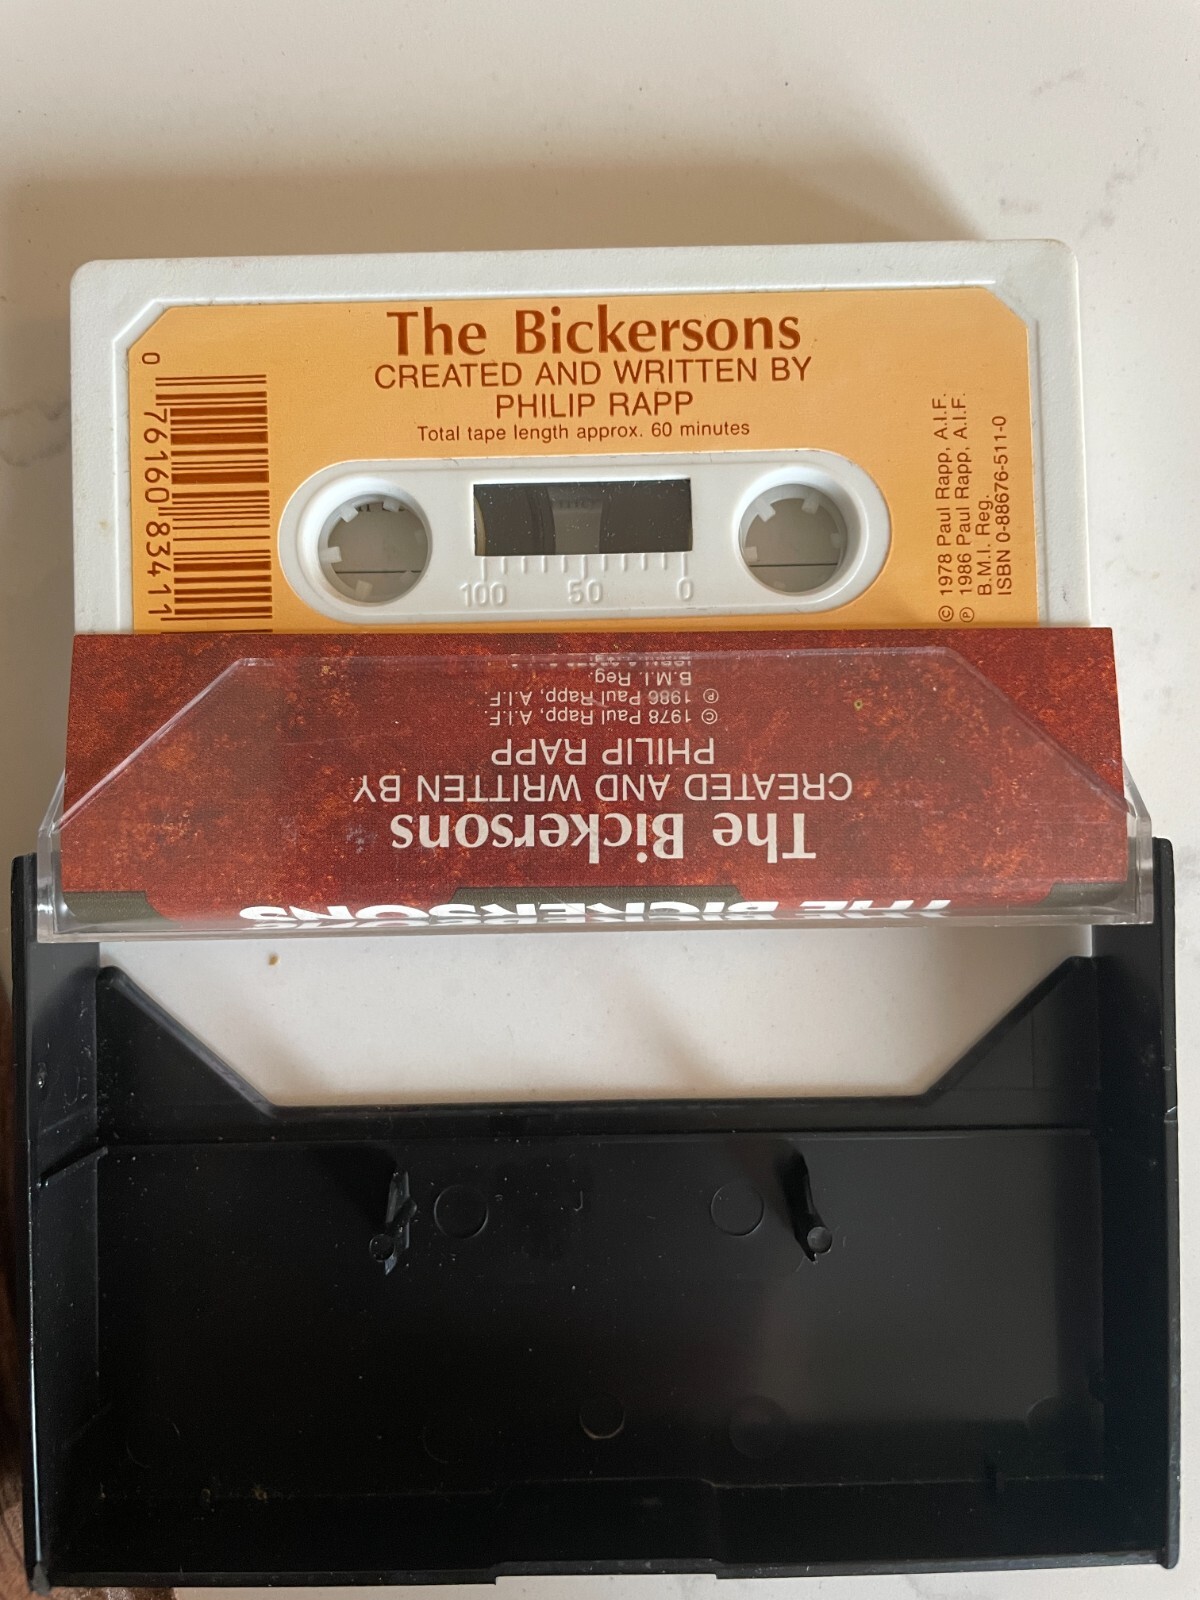 The Bickersons
CREATED AND WRITTEN BY
PHILIP RAPP
Total tape length approx. 60 minutes
0 76160 83411
© 1978 Paul Rapp, A.I.F.
℗ 1986 Paul Rapp, A.I.F.
B.M.I. Reg.
ISBN 0-88676-511-0
100 50 0
THE BICKERSONS
The Bickersons
CREATED AND WRITTEN BY
PHILIP RAPP
© 1978 Paul Rapp, A.I.F.
℗ 1986 Paul Rapp, A.I.F.
B.M.I. Reg.